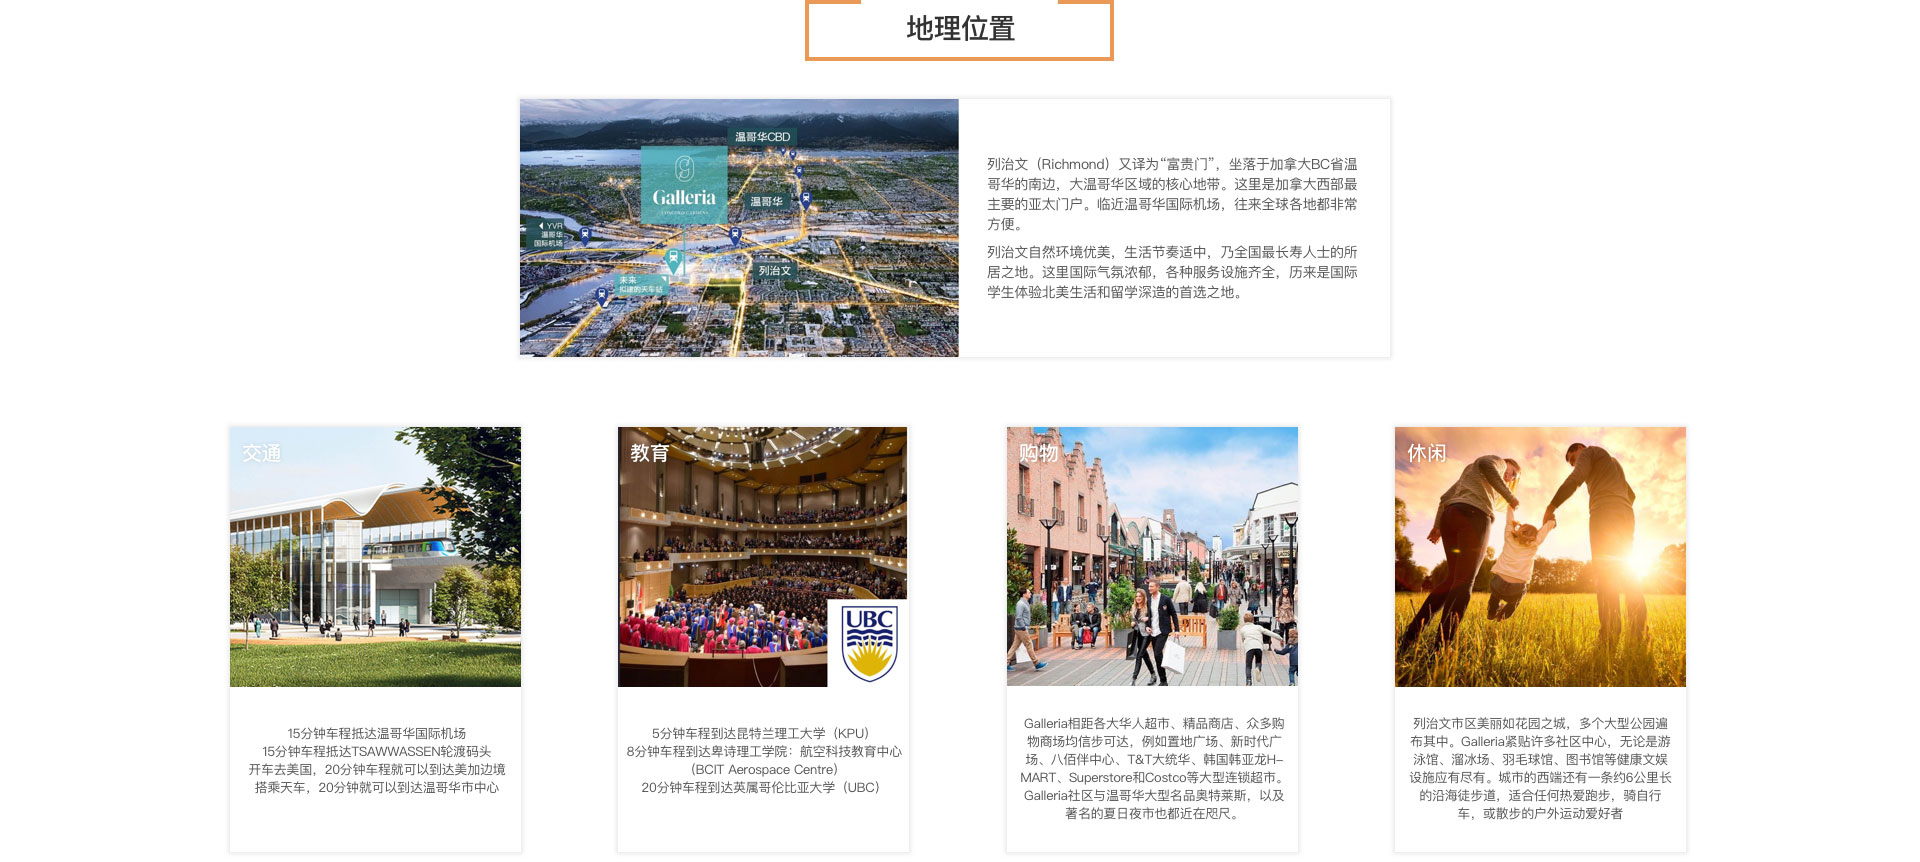 地理位置
温哥华CBD
Galleria
温哥华
YVR
温哥华
国际机场
列治文
未来
拟建的天车站
列治文（Richmond）又译为“富贵门”，坐落于加拿大BC省温
哥华的南边，大温哥华区域的核心地带。这里是加拿大西部最
主要的亚太门户。临近温哥华国际机场，往来全球各地都非常
方便。
列治文自然环境优美，生活节奏适中，乃全国最长寿人士的所
居之地。这里国际气氛浓郁，各种服务设施齐全，历来是国际
学生体验北美生活和留学深造的首选之地。
交通
15分钟车程抵达温哥华国际机场
15分钟车程抵达TSAWWASSEN轮渡码头
开车去美国，20分钟车程就可以到达美加边境
搭乘天车，20分钟就可以到达温哥华市中心
教育
UBC
5分钟车程到达昆特兰理工大学（KPU）
8分钟车程到达卑诗理工学院：航空科技教育中心
（BCIT Aerospace Centre）
20分钟车程到达英属哥伦比亚大学（UBC）
购物
Galleria相距各大华人超市、精品商店、众多购
物商场均信步可达，例如置地广场、新时代广
场、八佰伴中心、T&T大统华、韩国韩亚龙H-
MART、Superstore和Costco等大型连锁超市。
Galleria社区与温哥华大型名品奥特莱斯，以及
著名的夏日夜市也都近在咫尺。
休闲
列治文市区美丽如花园之城，多个大型公园遍
布其中。Galleria紧贴许多社区中心，无论是游
泳馆、溜冰场、羽毛球馆、图书馆等健康文娱
设施应有尽有。城市的西端还有一条约6公里长
的沿海徒步道，适合任何热爱跑步，骑自行
车，或散步的户外运动爱好者